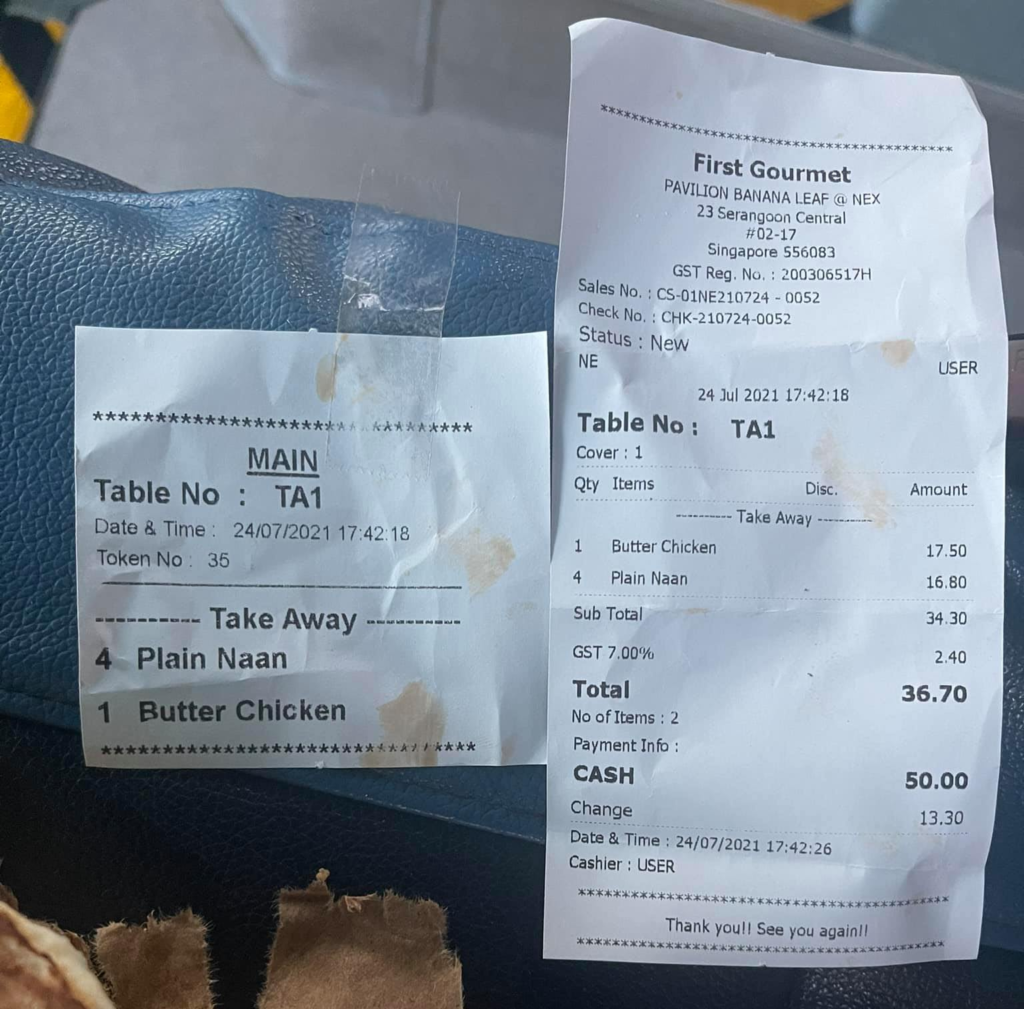 ****************************************
MAIN
Table No : TA1
Date & Time : 24/07/2021 17:42:18
Token No : 35
---------- Take Away ----------
4 Plain Naan
1 Butter Chicken
****************************************
****************************************
First Gourmet
PAVILION BANANA LEAF @ NEX
23 Serangoon Central
#02-17
Singapore 556083
GST Reg. No. : 200306517H
Sales No. : CS-01NE210724 - 0052
Check No. : CHK-210724-0052
Status : New
NE USER
24 Jul 2021 17:42:18
Table No : TA1
Cover : 1
Qty Items Disc. Amount
---------- Take Away ----------
1 Butter Chicken 17.50
4 Plain Naan 16.80
Sub Total 34.30
GST 7.00% 2.40
Total 36.70
No of Items : 2
Payment Info :
CASH 50.00
Change 13.30
Date & Time : 24/07/2021 17:42:26
Cashier : USER
****************************************
Thank you!! See you again!!
****************************************